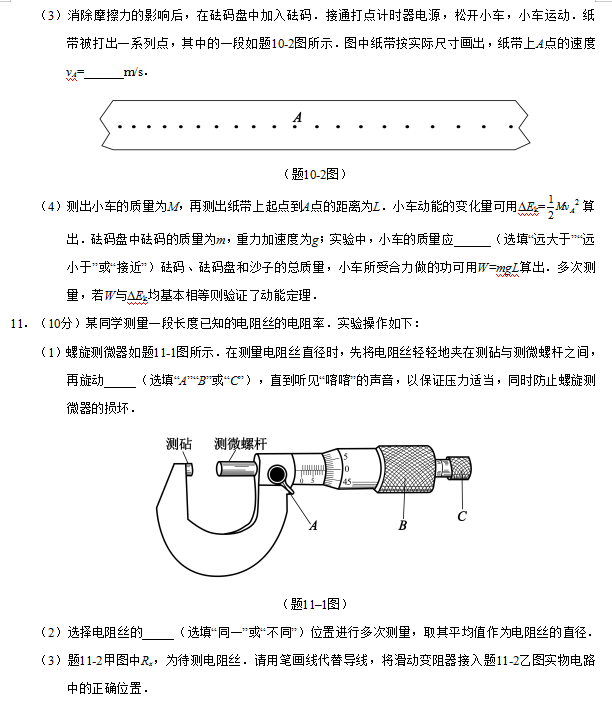 （3）消除摩擦力的影响后，在砝码盘中加入砝码．接通打点计时器电源，松开小车，小车运动．纸
带被打出一系列点，其中的一段如题10-2图所示．图中纸带按实际尺寸画出，纸带上A点的速度
vA=______m/s．
A
（题10-2图）
（4）测出小车的质量为M，再测出纸带上起点到A点的距离为L．小车动能的变化量可用ΔEk=1/2 MvA²算
出．砝码盘中砝码的质量为m，重力加速度为g；实验中，小车的质量应______（选填“远大于”“远
小于”或“接近”）砝码、砝码盘和沙子的总质量，小车所受合力做的功可用W=mgL算出．多次测
量，若W与ΔEk均基本相等则验证了动能定理．
11．（10分）某同学测量一段长度已知的电阻丝的电阻率．实验操作如下：
（1）螺旋测微器如题11-1图所示．在测量电阻丝直径时，先将电阻丝轻轻地夹在测砧与测微螺杆之间，
再旋动_____（选填“A”“B”或“C”），直到听见“喀喀”的声音，以保证压力适当，同时防止螺旋测
微器的损坏．
测砧 测微螺杆
5
0
45
0 5
A B C
（题11–1图）
（2）选择电阻丝的_____（选填“同一”或“不同”）位置进行多次测量，取其平均值作为电阻丝的直径．
（3）题11-2甲图中Rx，为待测电阻丝．请用笔画线代替导线，将滑动变阻器接入题11-2乙图实物电路
中的正确位置．